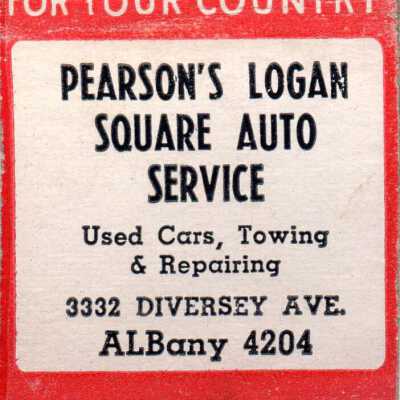 FOR YOUR COUNTRY
PEARSON'S LOGAN
SQUARE AUTO
SERVICE
Used Cars, Towing
& Repairing
3332 DIVERSEY AVE.
ALBany 4204